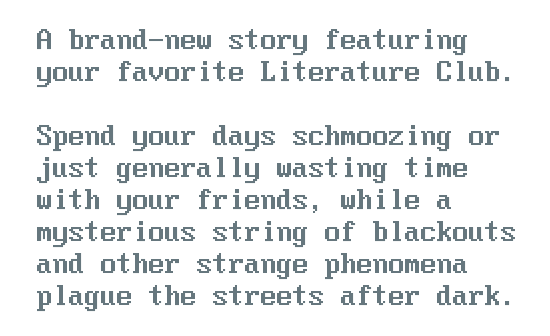 A brand-new story featuring
your favorite Literature Club.

Spend your days schmoozing or
just generally wasting time
with your friends, while a
mysterious string of blackouts
and other strange phenomena
plague the streets after dark.